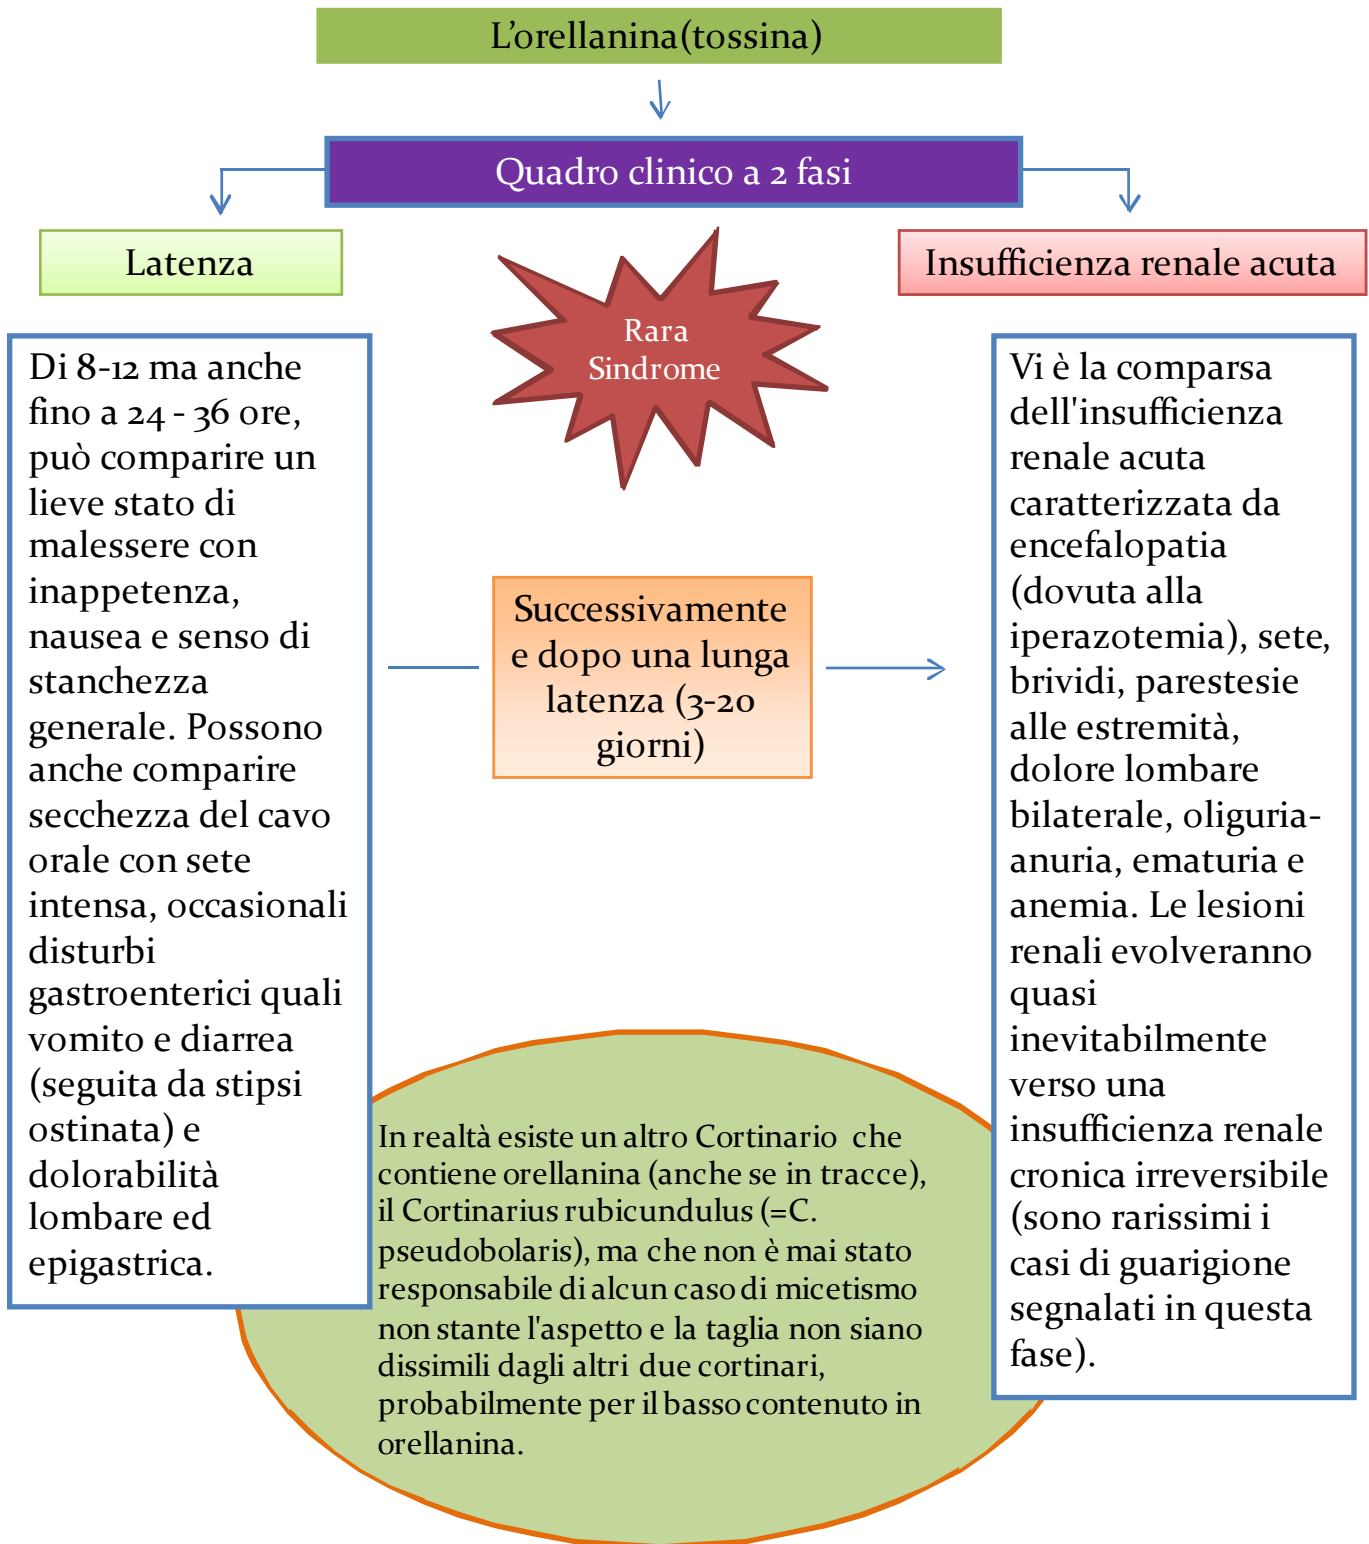 L'orellanina(tossina)
Quadro clinico a 2 fasi
Latenza
Insufficienza renale acuta
Rara
Sindrome
Di 8-12 ma anche
fino a 24 - 36 ore,
può comparire un
lieve stato di
malessere con
inappetenza,
nausea e senso di
stanchezza
generale. Possono
anche comparire
secchezza del cavo
orale con sete
intensa, occasionali
disturbi
gastroenterici quali
vomito e diarrea
(seguita da stipsi
ostinata) e
dolorabilità
lombare ed
epigastrica.
Successivamente
e dopo una lunga
latenza (3-20
giorni)
Vi è la comparsa
dell'insufficienza
renale acuta
caratterizzata da
encefalopatia
(dovuta alla
iperazotemia), sete,
brividi, parestesie
alle estremità,
dolore lombare
bilaterale, oliguria-
anuria, ematuria e
anemia. Le lesioni
renali evolveranno
quasi
inevitabilmente
verso una
insufficienza renale
cronica irreversibile
(sono rarissimi i
casi di guarigione
segnalati in questa
fase).
In realtà esiste un altro Cortinario che
contiene orellanina (anche se in tracce),
il Cortinarius rubicundulus (=C.
pseudobolaris), ma che non è mai stato
responsabile di alcun caso di micetismo
non stante l'aspetto e la taglia non siano
dissimili dagli altri due cortinari,
probabilmente per il basso contenuto in
orellanina.